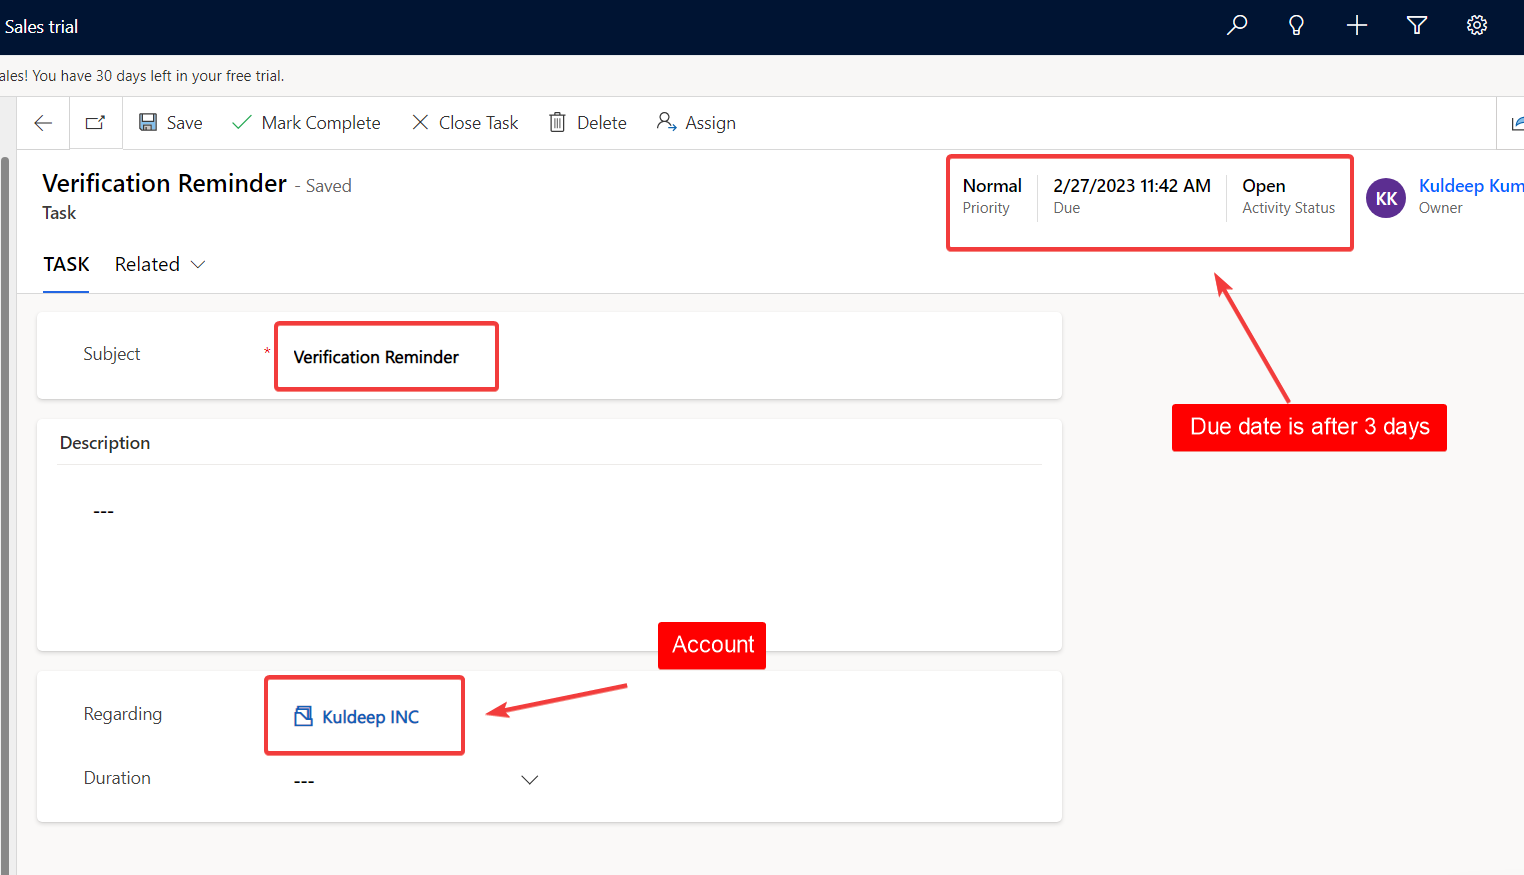 Sales trial
ales! You have 30 days left in your free trial.
Save Mark Complete Close Task Delete Assign
Verification Reminder - Saved
Task
Normal 2/27/2023 11:42 AM Open
Priority Due Activity Status
KK
Kuldeep Kum
Owner
TASK Related
Subject * Verification Reminder
Due date is after 3 days
Description
---
Account
Regarding Kuldeep INC
Duration ---